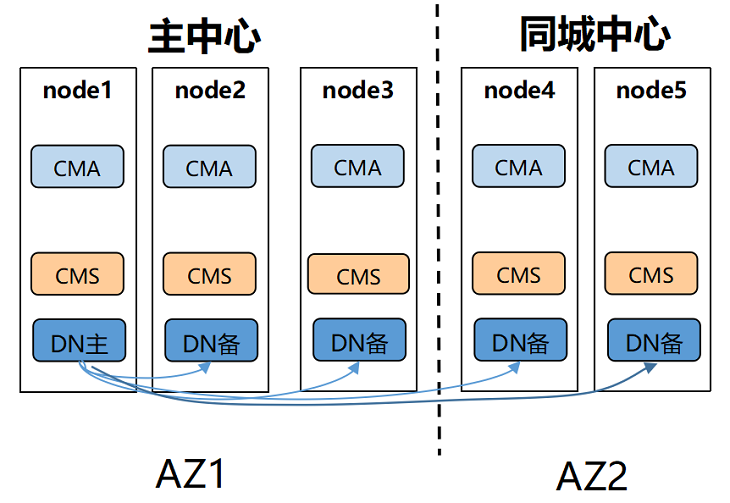 主中心
同城中心
node1
node2
node3
node4
node5
CMA
CMA
CMA
CMA
CMA
CMS
CMS
CMS
CMS
CMS
DN主
DN备
DN备
DN备
DN备
AZ1
AZ2